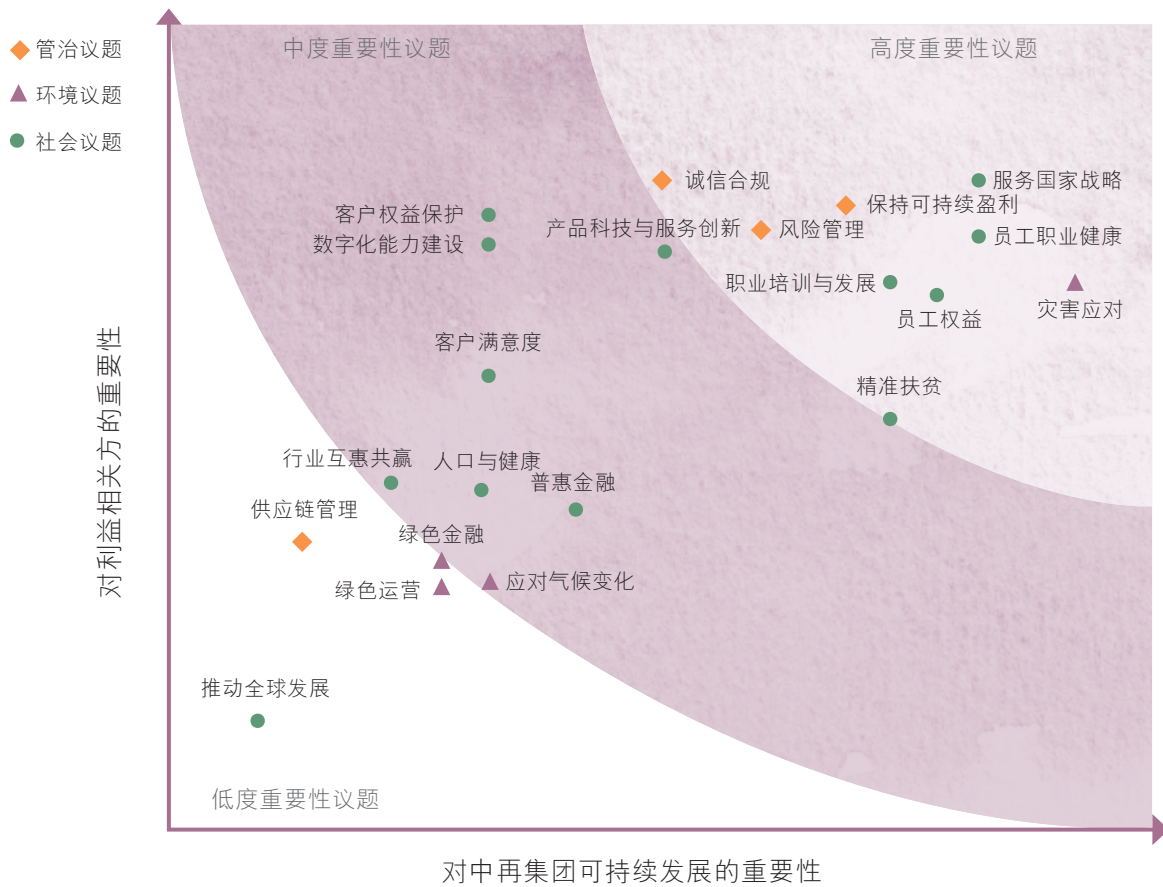 管治议题
环境议题
社会议题
中度重要性议题
高度重要性议题
诚信合规
服务国家战略
保持可持续盈利
客户权益保护
产品科技与服务创新
风险管理
员工职业健康
数字化能力建设
职业培训与发展
灾害应对
员工权益
客户满意度
精准扶贫
行业互惠共赢
人口与健康
普惠金融
供应链管理
绿色金融
应对气候变化
绿色运营
推动全球发展
低度重要性议题
对利益相关方的重要性
对中再集团可持续发展的重要性